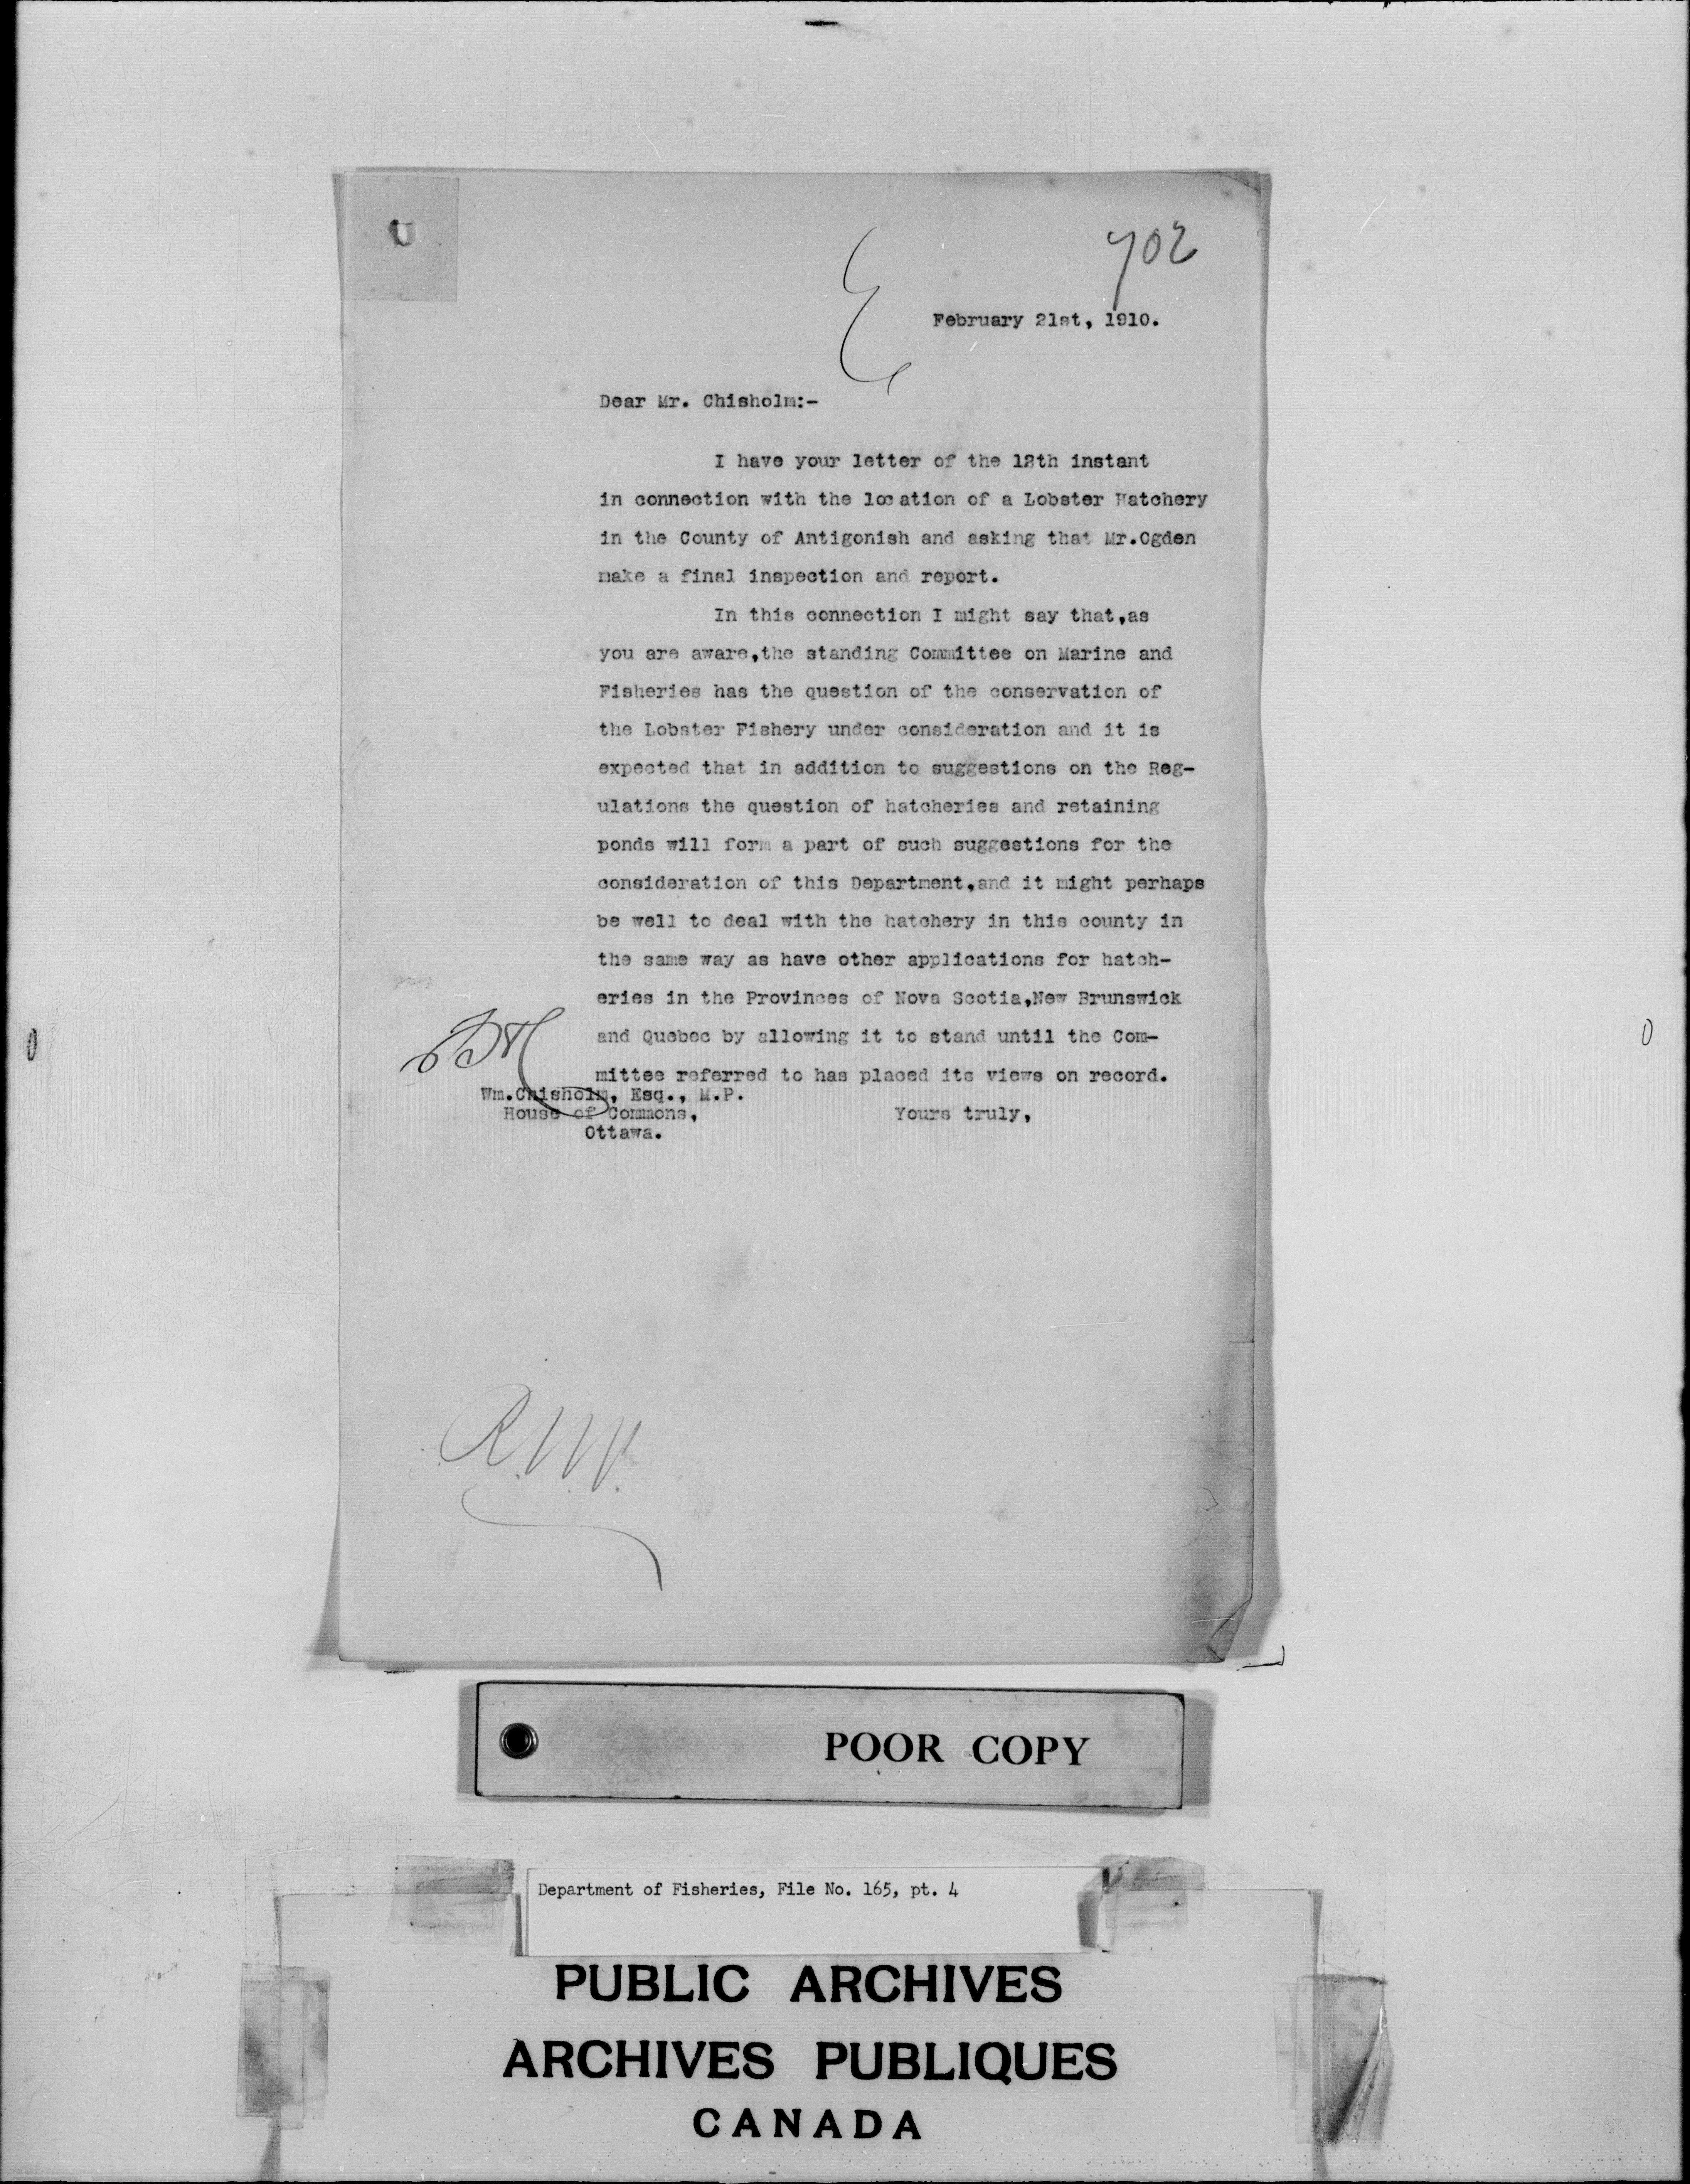 702
February 21st, 1910.
Dear Mr. Chisholm:-
I have your letter of the 18th instant
in connection with the location of a Lobster Hatchery
in the County of Antigonish and asking that Mr.Ogden
make a final inspection and report.
In this connection I might say that,as
you are aware,the standing Committee on Marine and
Fisheries has the question of the conservation of
the Lobster Fishery under consideration and it is
expected that in addition to suggestions on the Reg-
ulations the question of hatcheries and retaining
ponds will form a part of such suggestions for the
consideration of this Department,and it might perhaps
be well to deal with the hatchery in this county in
the same way as have other applications for hatch-
eries in the Provinces of Nova Scotia,New Brunswick
and Quebec by allowing it to stand until the Com-
mittee referred to has placed its views on record.
Wm.Chisholm, Esq., M.P.
House of Commons,
Ottawa.
Yours truly,
POOR COPY
Department of Fisheries, File No. 165, pt. 4
PUBLIC ARCHIVES
ARCHIVES PUBLIQUES
CANADA